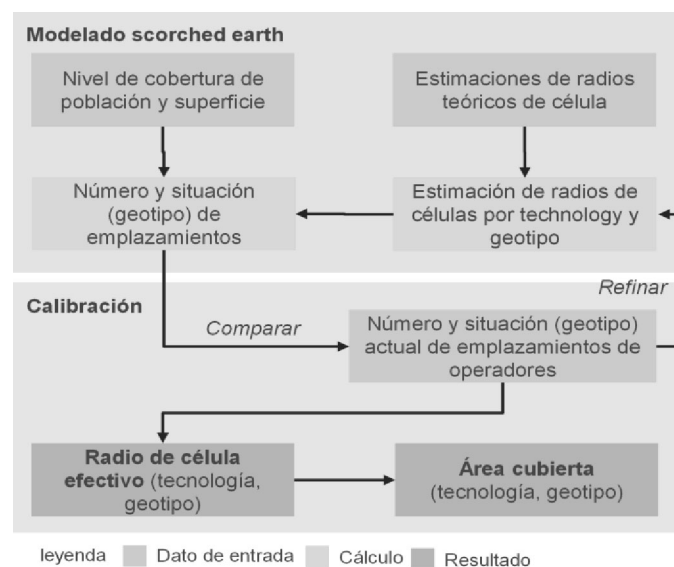 Modelado scorched earth
Nivel de cobertura de
población y superficie
Estimaciones de radios
teóricos de célula
Número y situación
(geotipo) de
emplazamientos
Estimación de radios de
células por technology y
geotipo
Refinar
Calibración
Comparar
Número y situación (geotipo)
actual de emplazamientos de
operadores
Radio de célula
efectivo (tecnología,
geotipo)
Área cubierta
(tecnología, geotipo)
leyenda Dato de entrada Cálculo Resultado